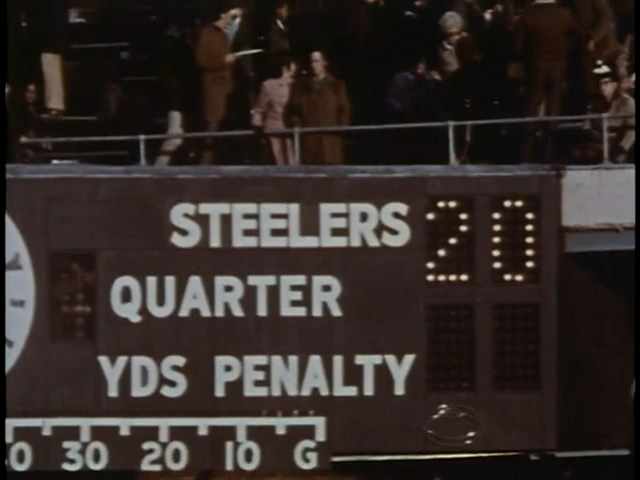 STEELERS 20
QUARTER
YDS PENALTY
0 30 20 10 G